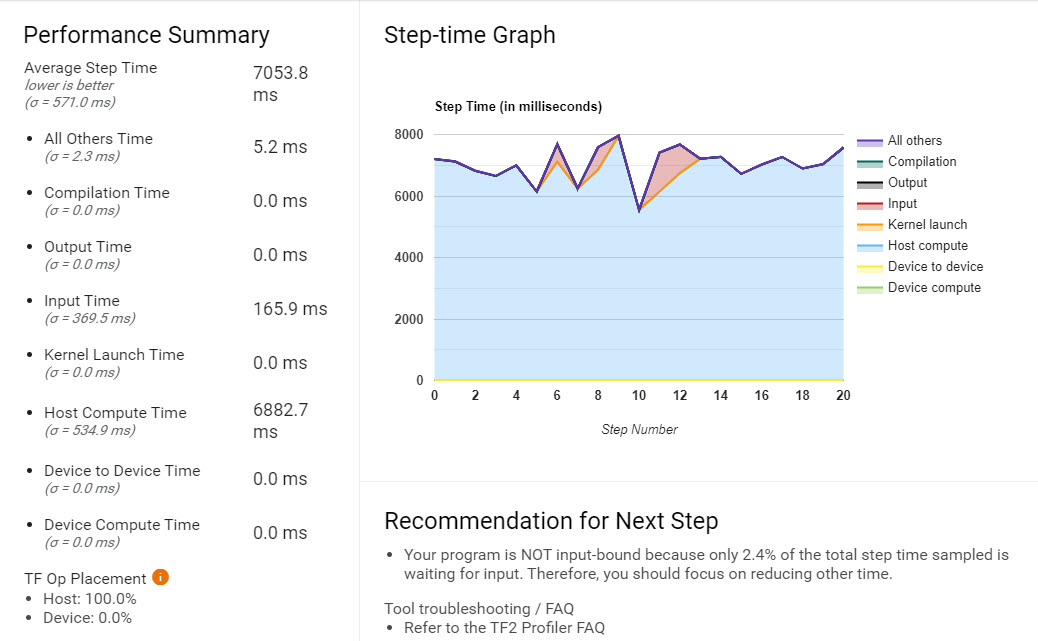 Performance Summary
Average Step Time
lower is better
(σ = 571.0 ms)
7053.8
ms
All Others Time
(σ = 2.3 ms)
5.2 ms
Compilation Time
(σ = 0.0 ms)
0.0 ms
Output Time
(σ = 0.0 ms)
0.0 ms
Input Time
(σ = 369.5 ms)
165.9 ms
Kernel Launch Time
(σ = 0.0 ms)
0.0 ms
Host Compute Time
(σ = 534.9 ms)
6882.7
ms
Device to Device Time
(σ = 0.0 ms)
0.0 ms
Device Compute Time
(σ = 0.0 ms)
0.0 ms
TF Op Placement i
Host: 100.0%
Device: 0.0%
Step-time Graph
Step Time (in milliseconds)
8000
6000
4000
2000
0
0 2 4 6 8 10 12 14 16 18 20
Step Number
All others
Compilation
Output
Input
Kernel launch
Host compute
Device to device
Device compute
Recommendation for Next Step
Your program is NOT input-bound because only 2.4% of the total step time sampled is
waiting for input. Therefore, you should focus on reducing other time.
Tool troubleshooting / FAQ
Refer to the TF2 Profiler FAQ